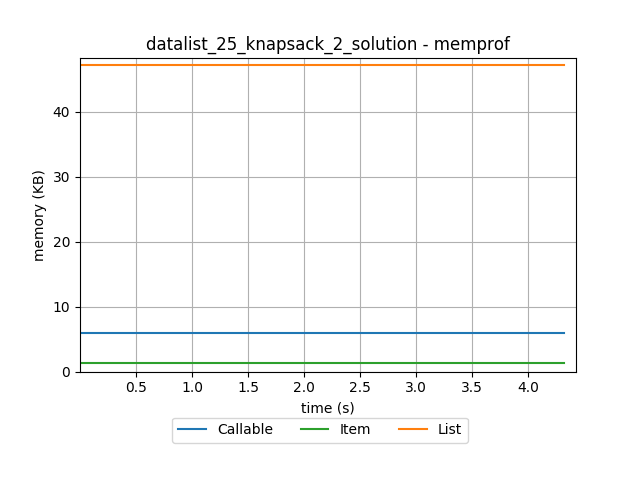 datalist_25_knapsack_2_solution - memprof
memory (KB)
40
30
20
10
0
0.5 1.0 1.5 2.0 2.5 3.0 3.5 4.0
time (s)
Callable Item List